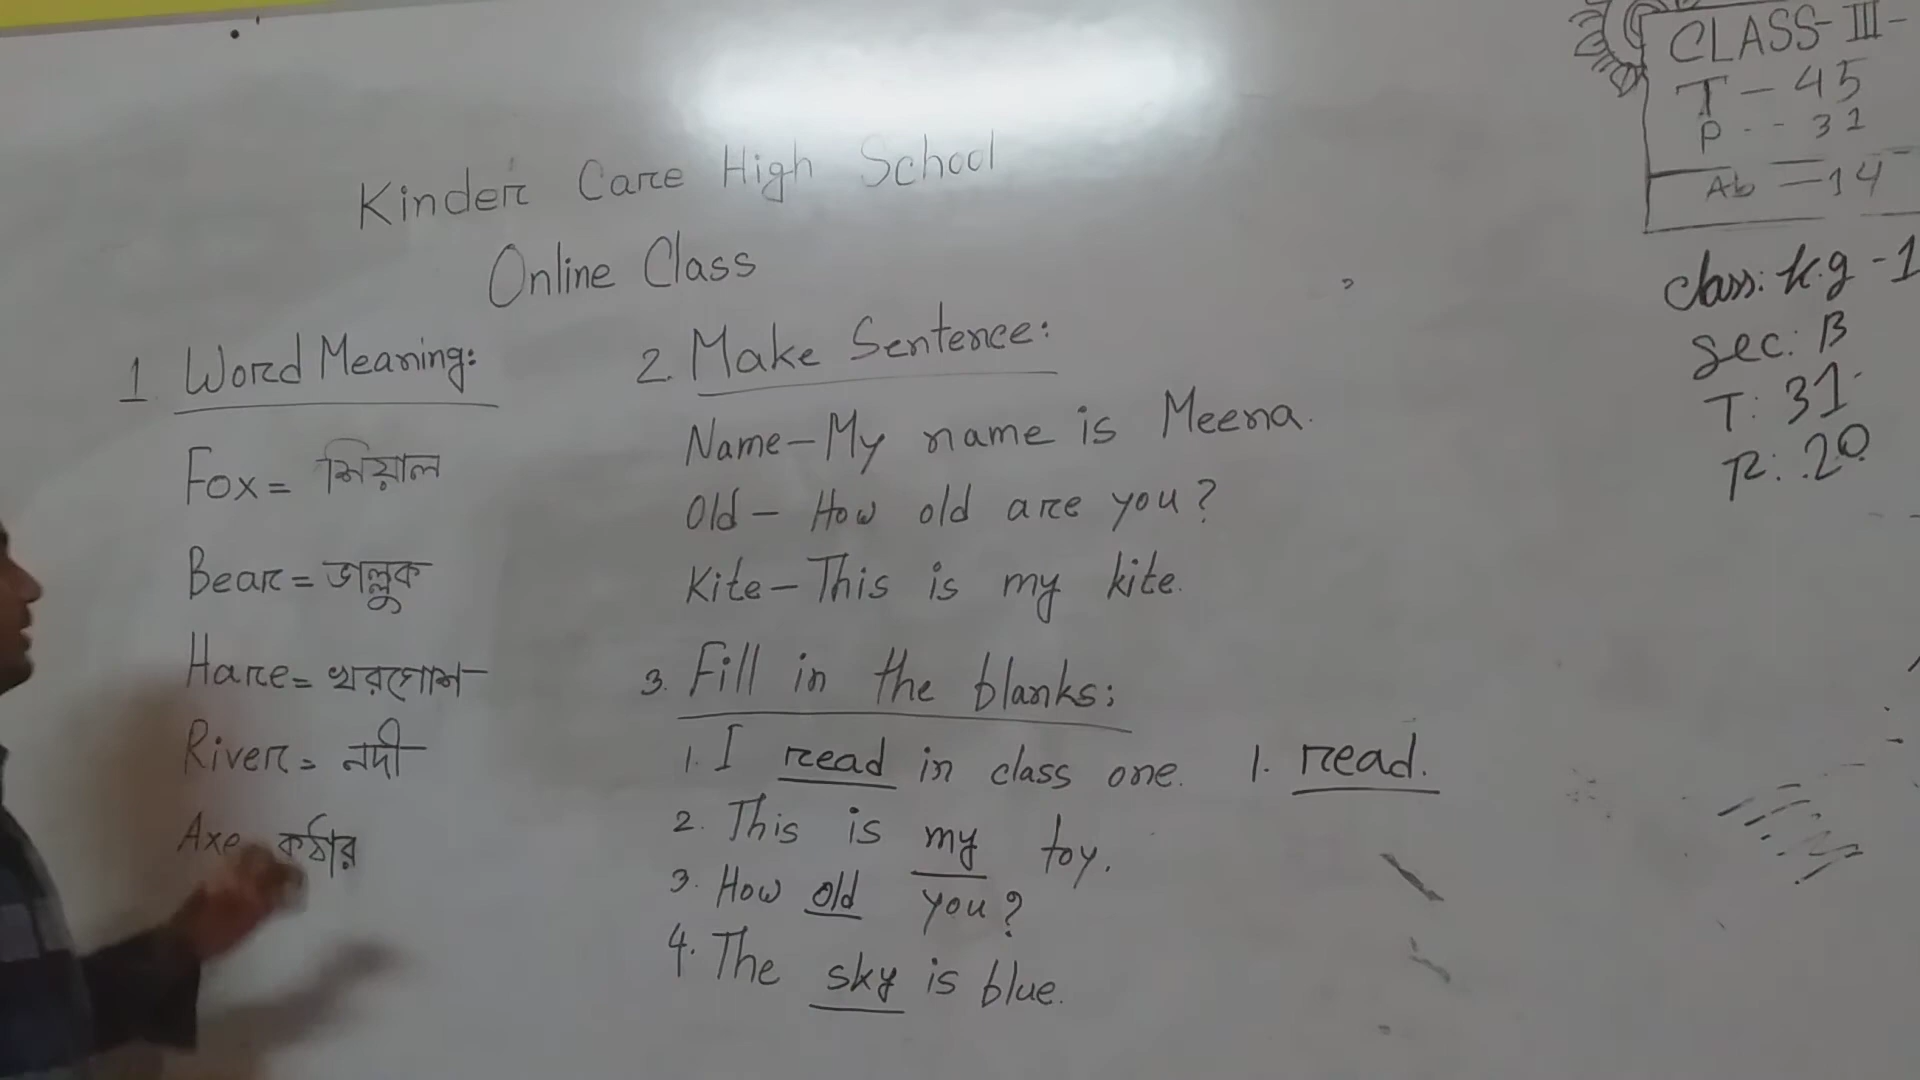 Kinder Care High School
Online Class
1. Word Meaning:
Fox = শিয়াল
Bear = ভাল্লুক
Hare = খরগোশ
River = নদী
Axe কুঠার
2. Make Sentence:
Name - My name is Meena.
Old - How old are you?
Kite - This is my kite.
3. Fill in the blanks:
1. I read in class one. 1. read.
2. This is my toy.
3. How old you?
4. The sky is blue.
CLASS-III-
T - 45
P - - 31
Ab = 14
class: k.g -1
Sec: B
T: 31
P: 20